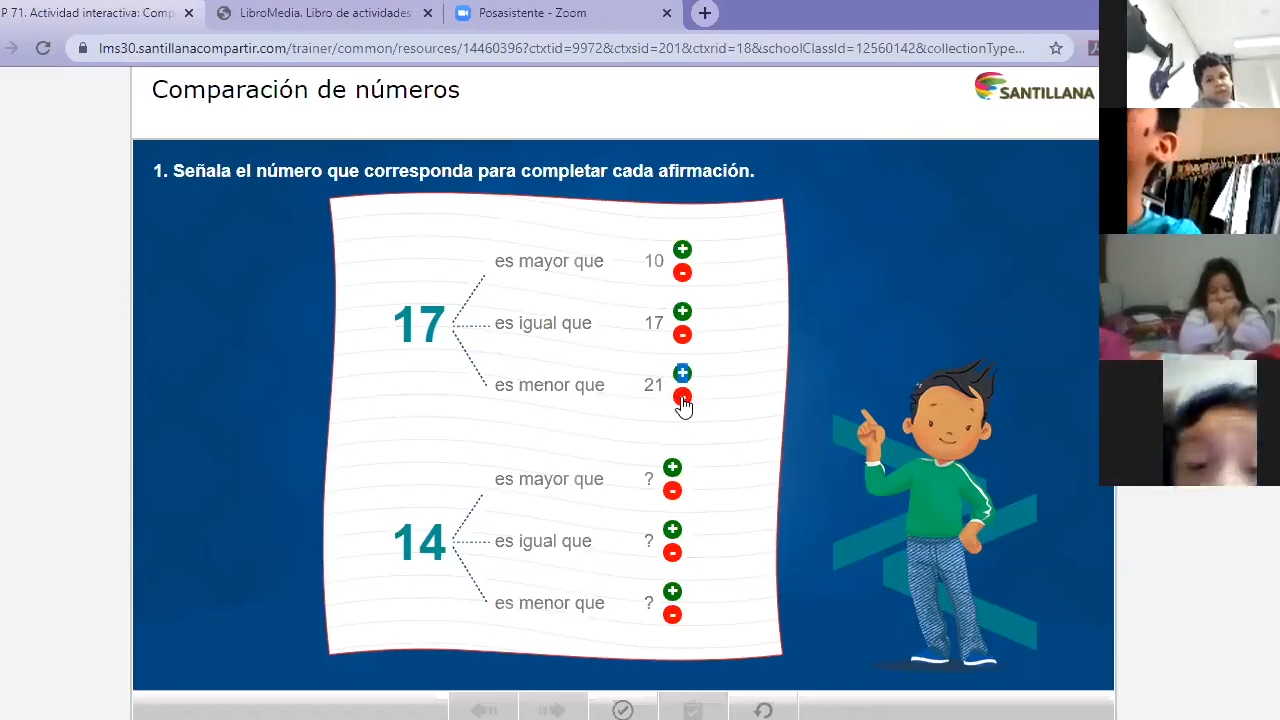 P 71. Actividad interactiva: Comp
LibroMedia. Libro de actividades
Posasistente - Zoom
lms30.santillanacompartir.com/trainer/commonresources/14460396?crtid=9972&ctxsid=201&ctxrid=18&schoolClassId=12560142&collectionType...
Comparación de números
SANTILLANA
1. Señala el número que corresponda para completar cada afirmación.
es mayor que 10
17 es igual que 17
es menor que 21
es mayor que ?
14 es igual que ?
es menor que ?